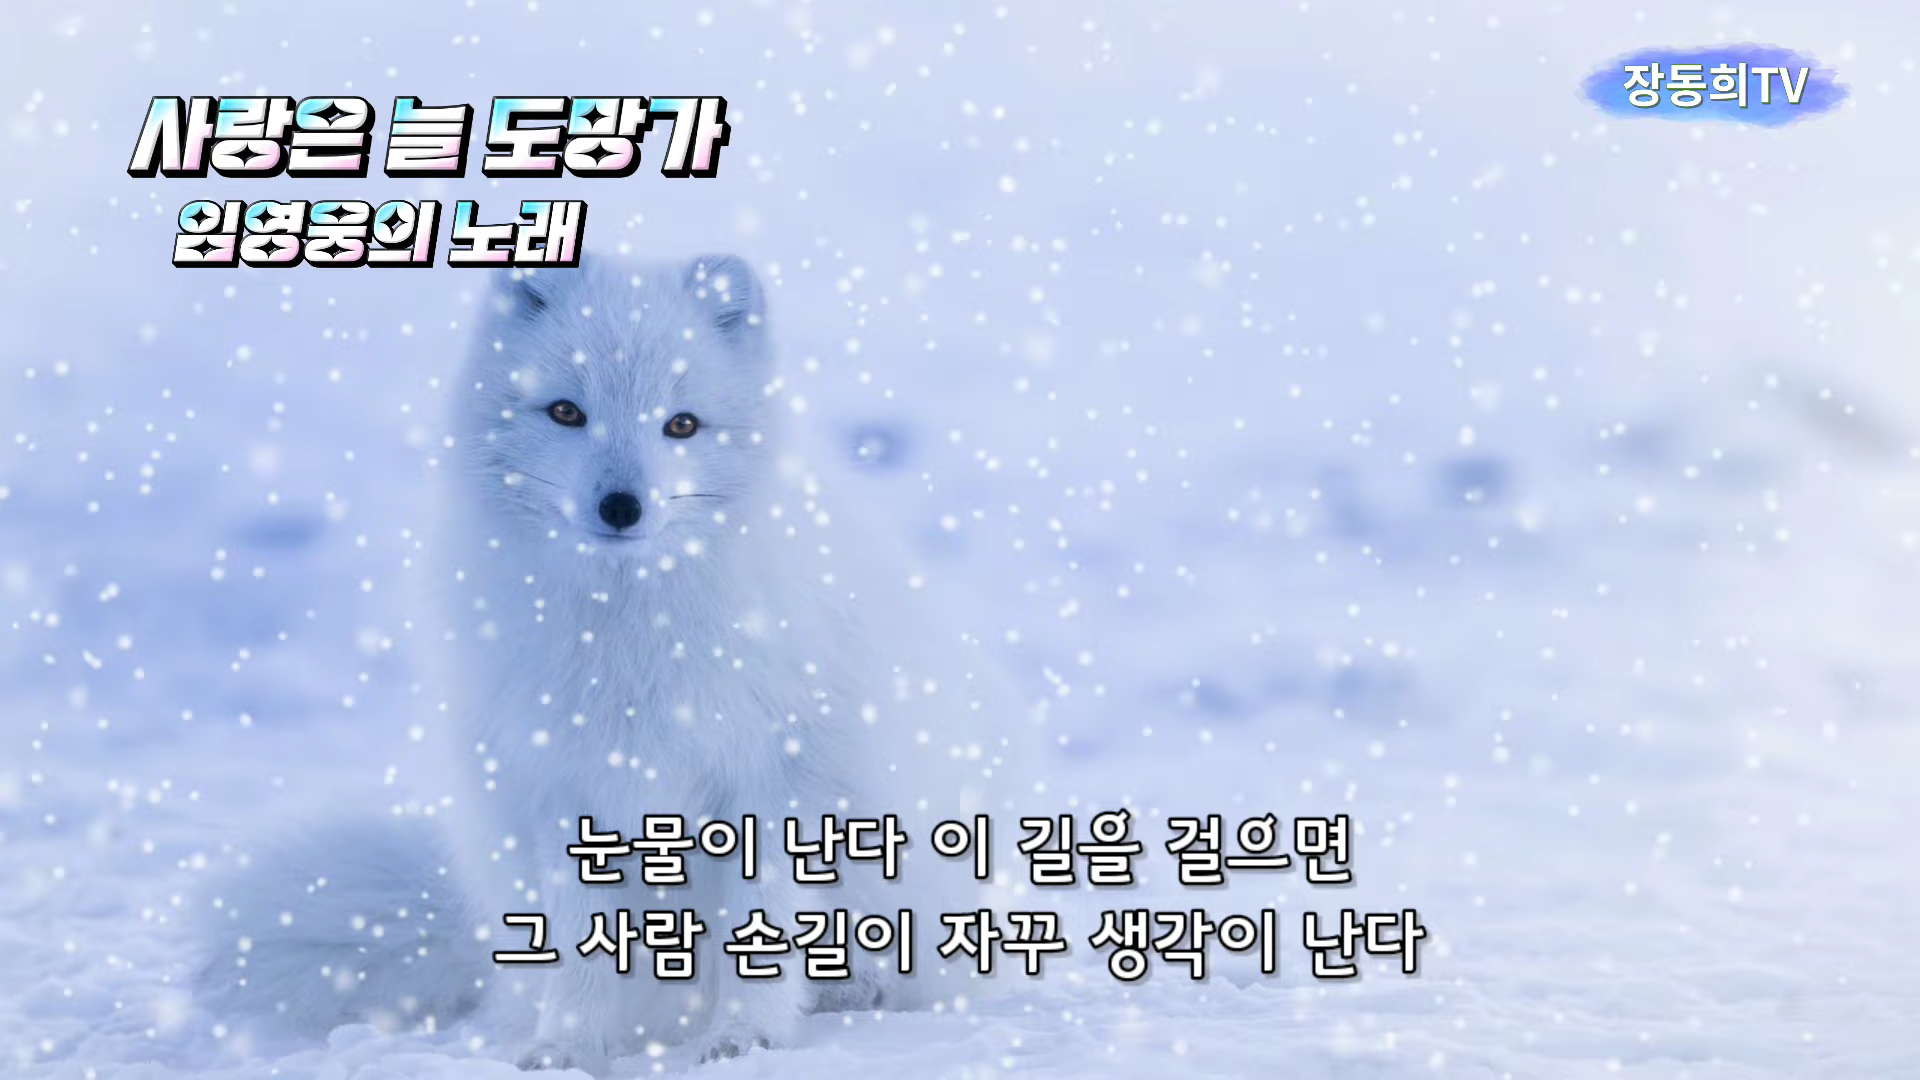 사랑은 늘 도망가
임영웅의 노래
장동희TV
눈물이 난다 이 길을 걸으면
그 사람 손길이 자꾸 생각이 난다